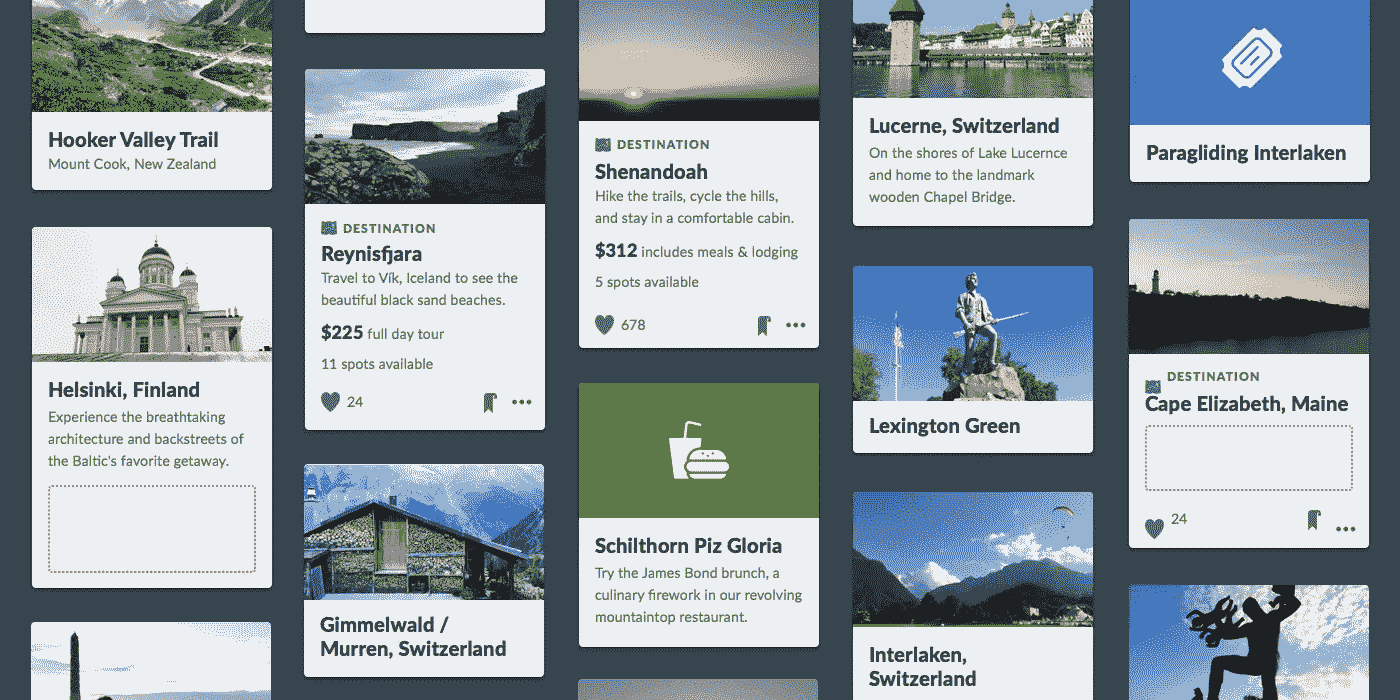 Hooker Valley Trail
Mount Cook, New Zealand
Helsinki, Finland
Experience the breathtaking
architecture and backstreets of
the Baltic's favorite getaway.
DESTINATION
Reynisfjara
Travel to Vík, Iceland to see the
beautiful black sand beaches.
$225 full day tour
11 spots available
24
Gimmelwald /
Murren, Switzerland
DESTINATION
Shenandoah
Hike the trails, cycle the hills,
and stay in a comfortable cabin.
$312 includes meals & lodging
5 spots available
678
Schilthorn Piz Gloria
Try the James Bond brunch, a
culinary firework in our revolving
mountaintop restaurant.
Lucerne, Switzerland
On the shores of Lake Lucernce
and home to the landmark
wooden Chapel Bridge.
Lexington Green
Interlaken,
Switzerland
Paragliding Interlaken
DESTINATION
Cape Elizabeth, Maine
24